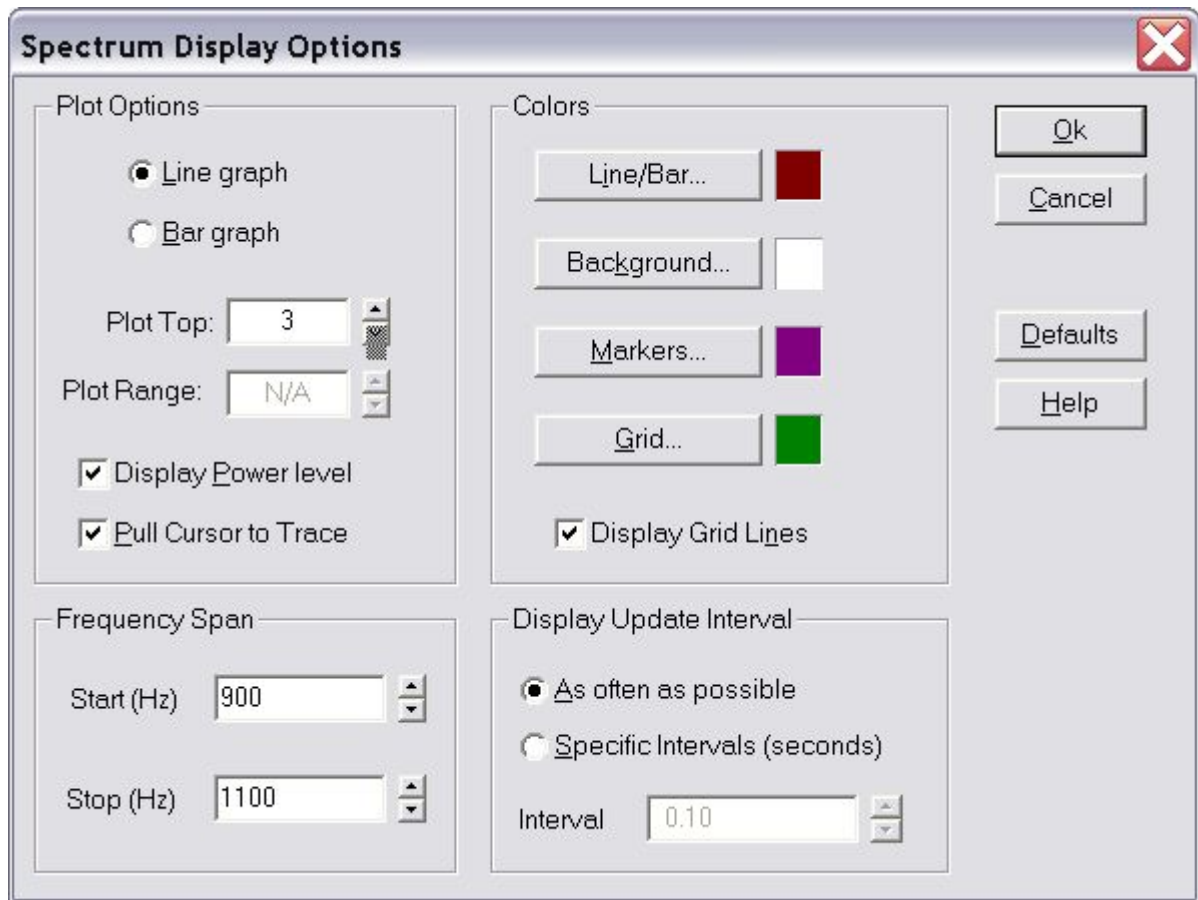 Spectrum Display Options
Plot Options
Line graph
Bar graph
Plot Top: 3
Plot Range: N/A
Display Power level
Pull Cursor to Trace
Colors
Line/Bar...
Background...
Markers...
Grid...
Display Grid Lines
Ok
Cancel
Defaults
Help
Frequency Span
Start (Hz) 900
Stop (Hz) 1100
Display Update Interval
As often as possible
Specific Intervals (seconds)
Interval 0.10